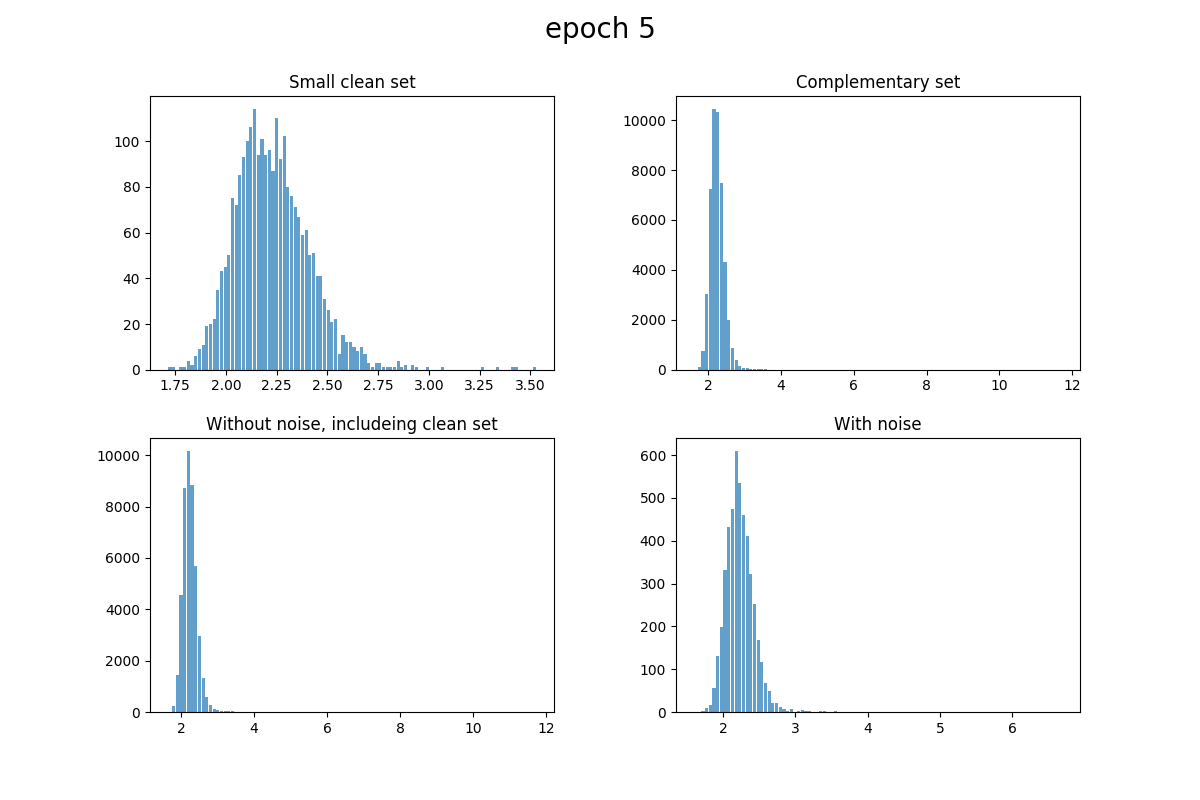 epoch 5
Small clean set
100
80
60
40
20
0
1.75 2.00 2.25 2.50 2.75 3.00 3.25 3.50
Complementary set
10000
8000
6000
4000
2000
0
2 4 6 8 10 12
Without noise, includeing clean set
10000
8000
6000
4000
2000
0
2 4 6 8 10 12
With noise
600
500
400
300
200
100
0
2 3 4 5 6